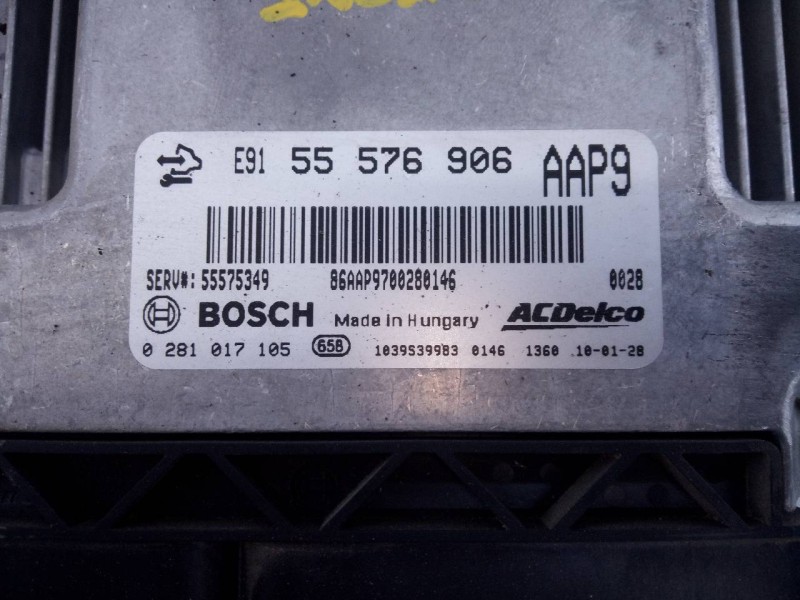 E91 55 576 906 AAP9
SERV#: 55575349 86AAP9700280146 0028
BOSCH Made in Hungary ACDelco
0 281 017 105 65B 1039S39983 0146 1360 10-01-28